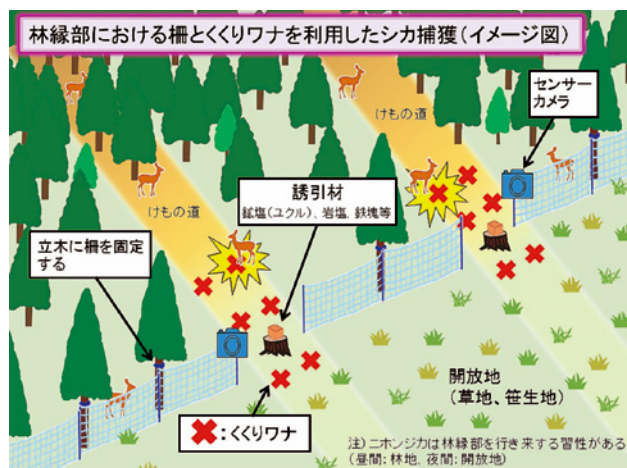 林縁部における柵とくくりワナを利用したシカ捕獲(イメージ図)
センサー
カメラ
けもの道
けもの道
誘引材
鉱塩(ユクル)、岩塩、鉄塊等
立木に柵を固定
する
開放地
(草地、笹生地)
✖:くくりワナ
注)ニホンジカは林縁部を行き来する習性がある
(昼間:林地、夜間:開放地)